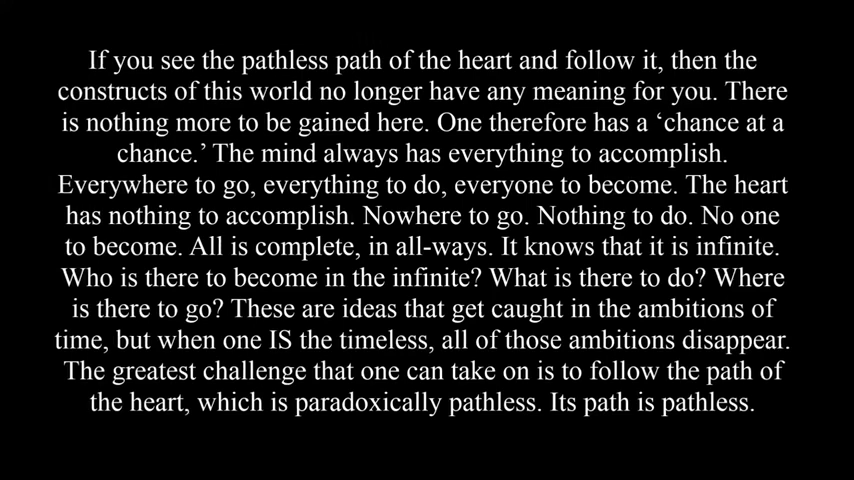 If you see the pathless path of the heart and follow it, then the
constructs of this world no longer have any meaning for you. There
is nothing more to be gained here. One therefore has a ‘chance at a
chance.’ The mind always has everything to accomplish.
Everywhere to go, everything to do, everyone to become. The heart
has nothing to accomplish. Nowhere to go. Nothing to do. No one
to become. All is complete, in all-ways. It knows that it is infinite.
Who is there to become in the infinite? What is there to do? Where
is there to go? These are ideas that get caught in the ambitions of
time, but when one IS the timeless, all of those ambitions disappear.
The greatest challenge that one can take on is to follow the path of
the heart, which is paradoxically pathless. Its path is pathless.